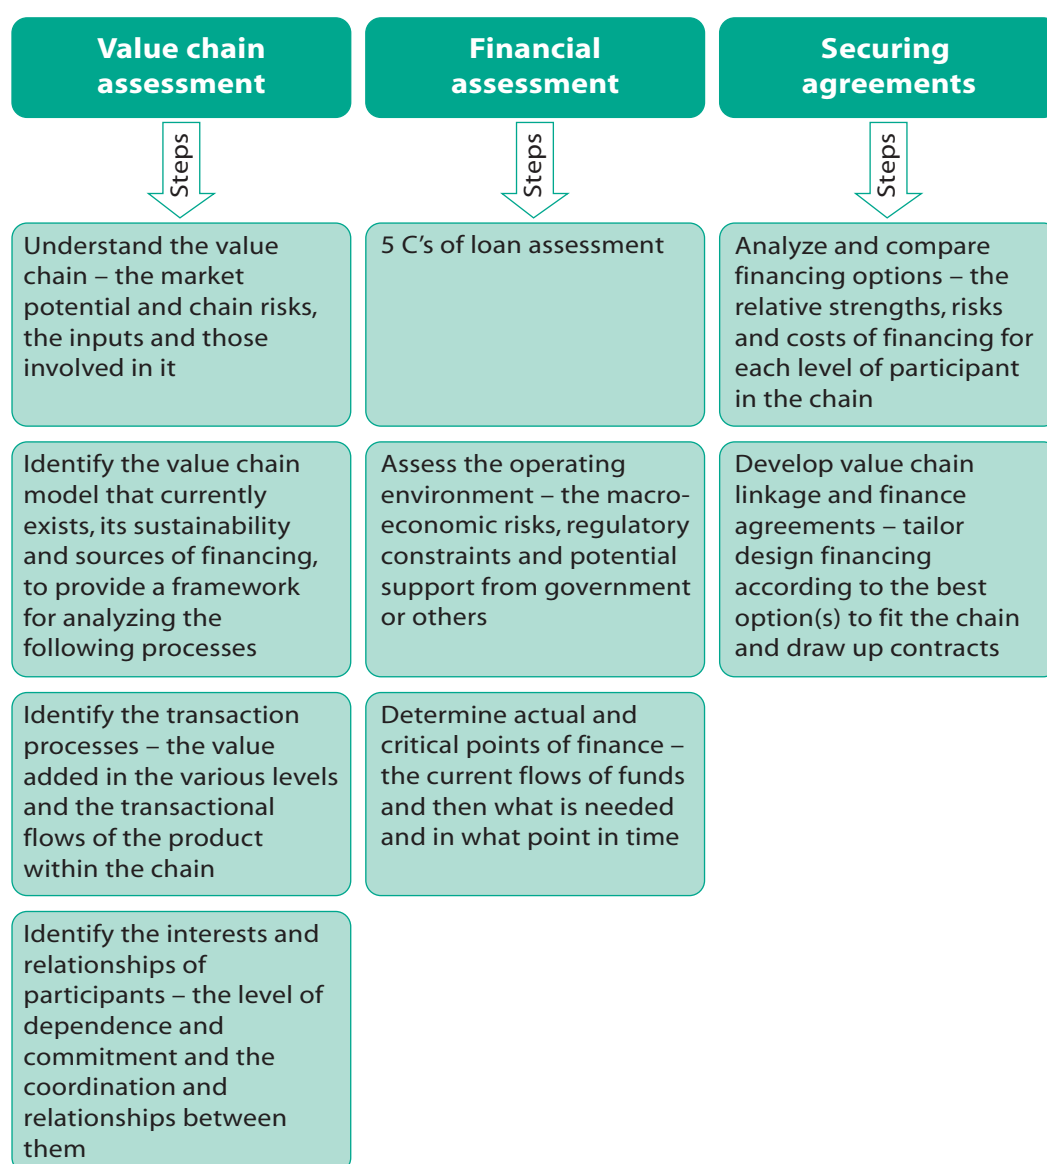 Value chain
assessment
Financial
assessment
Securing
agreements
Steps
Steps
Steps
Understand the value
chain – the market
potential and chain risks,
the inputs and those
involved in it
5 C's of loan assessment
Analyze and compare
financing options – the
relative strengths, risks
and costs of financing for
each level of participant
in the chain
Identify the value chain
model that currently
exists, its sustainability
and sources of financing,
to provide a framework
for analyzing the
following processes
Assess the operating
environment – the macro-
economic risks, regulatory
constraints and potential
support from government
or others
Develop value chain
linkage and finance
agreements – tailor
design financing
according to the best
option(s) to fit the chain
and draw up contracts
Identify the transaction
processes – the value
added in the various levels
and the transactional
flows of the product
within the chain
Determine actual and
critical points of finance –
the current flows of funds
and then what is needed
and in what point in time
Identify the interests and
relationships of
participants – the level of
dependence and
commitment and the
coordination and
relationships between
them